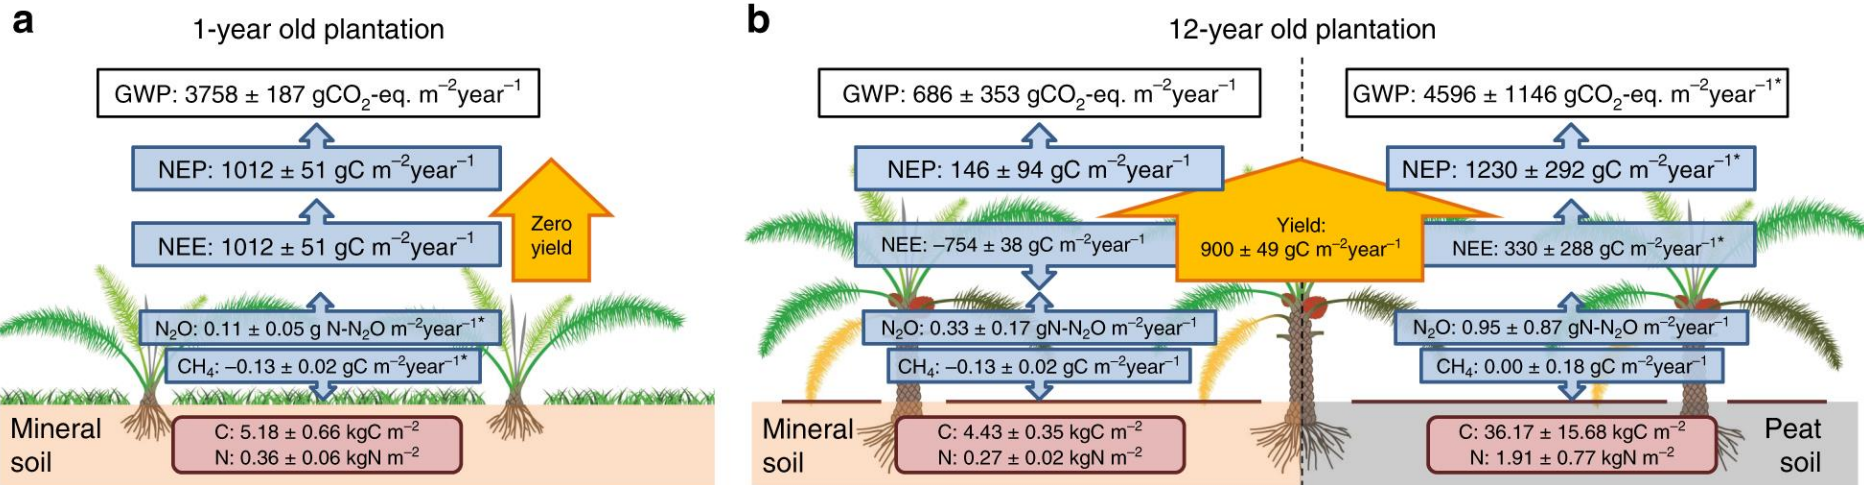 a
1-year old plantation
GWP: 3758 ± 187 gCO₂-eq. m⁻²year⁻¹
NEP: 1012 ± 51 gC m⁻²year⁻¹
NEE: 1012 ± 51 gC m⁻²year⁻¹
Zero
yield
N₂O: 0.11 ± 0.05 g N-N₂O m⁻²year⁻¹*
CH₄: −0.13 ± 0.02 gC m⁻²year⁻¹*
Mineral
soil
C: 5.18 ± 0.66 kgC m⁻²
N: 0.36 ± 0.06 kgN m⁻²
b
12-year old plantation
GWP: 686 ± 353 gCO₂-eq. m⁻²year⁻¹
NEP: 146 ± 94 gC m⁻²year⁻¹
NEE: −754 ± 38 gC m⁻²year⁻¹
N₂O: 0.33 ± 0.17 gN-N₂O m⁻²year⁻¹
CH₄: −0.13 ± 0.02 gC m⁻²year⁻¹
Mineral
soil
C: 4.43 ± 0.35 kgC m⁻²
N: 0.27 ± 0.02 kgN m⁻²
Yield:
900 ± 49 gC m⁻²year⁻¹
GWP: 4596 ± 1146 gCO₂-eq. m⁻²year⁻¹*
NEP: 1230 ± 292 gC m⁻²year⁻¹*
NEE: 330 ± 288 gC m⁻²year⁻¹*
N₂O: 0.95 ± 0.87 gN-N₂O m⁻²year⁻¹
CH₄: 0.00 ± 0.18 gC m⁻²year⁻¹
C: 36.17 ± 15.68 kgC m⁻²
N: 1.91 ± 0.77 kgN m⁻²
Peat
soil